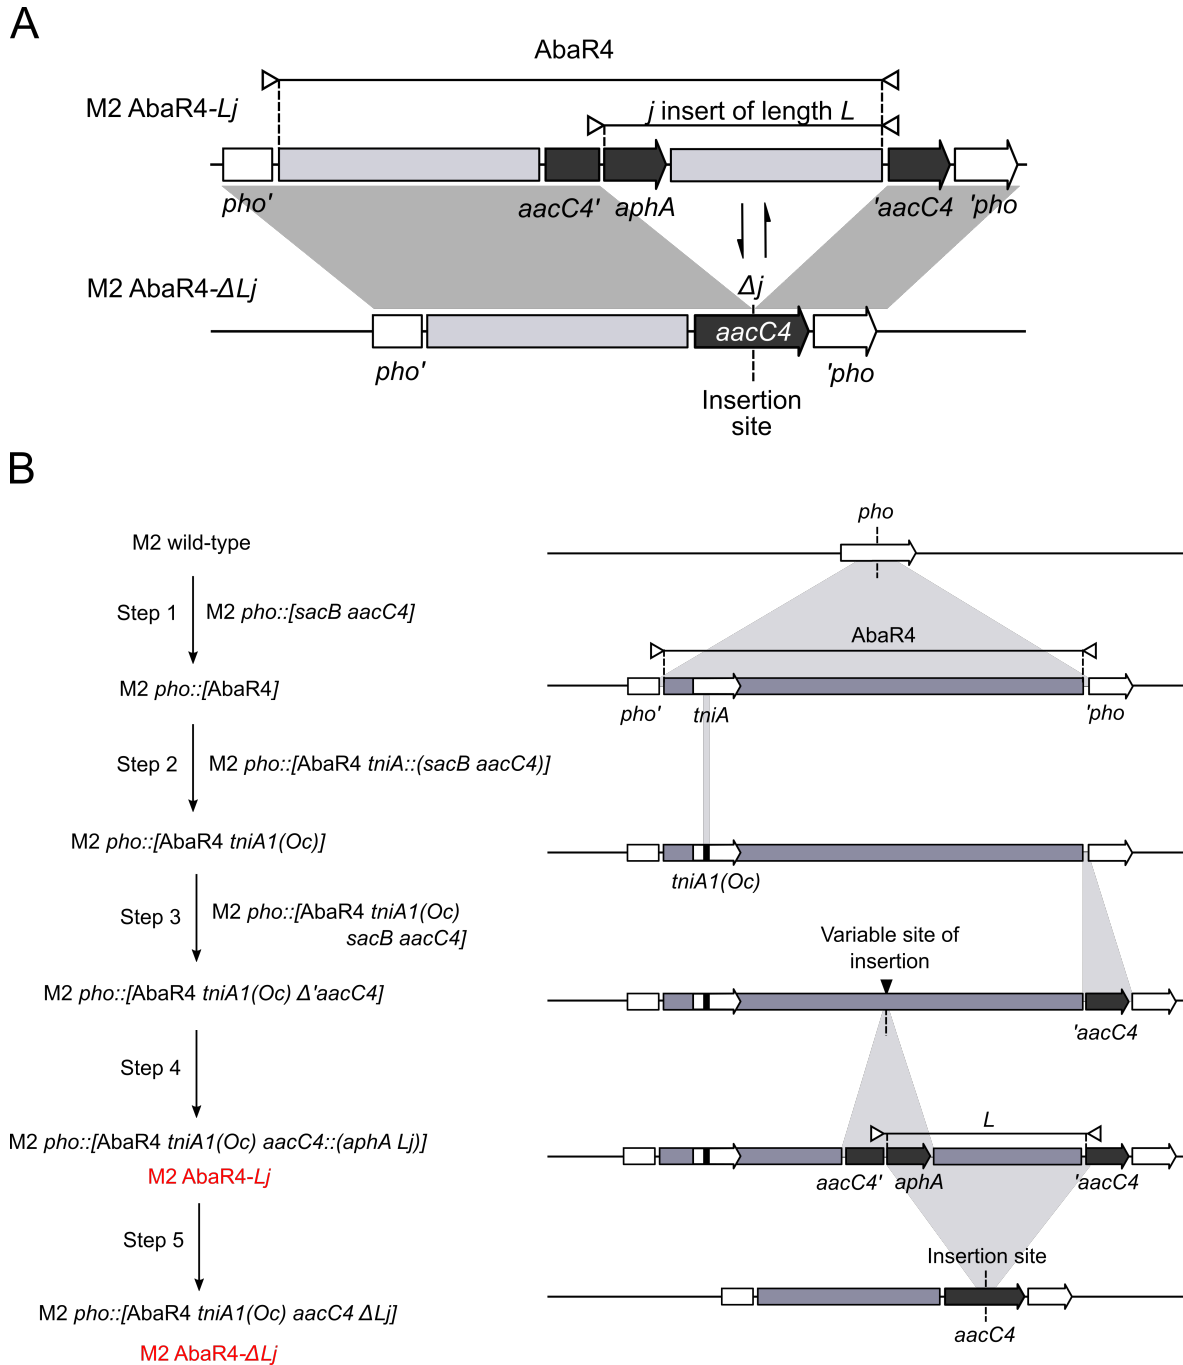 A
AbaR4
M2 AbaR4-Lj
j insert of length L
pho'
aacC4'
aphA
'aacC4
'pho
M2 AbaR4-ΔLj
Δj
aacC4
pho'
'pho
Insertion
site
B
M2 wild-type
pho
Step 1
M2 pho::[sacB aacC4]
AbaR4
M2 pho::[AbaR4]
pho'
tniA
'pho
Step 2
M2 pho::[AbaR4 tniA::(sacB aacC4)]
M2 pho::[AbaR4 tniA1(Oc)]
tniA1(Oc)
Step 3
M2 pho::[AbaR4 tniA1(Oc)
sacB aacC4]
Variable site of
insertion
M2 pho::[AbaR4 tniA1(Oc) Δ'aacC4]
'aacC4
Step 4
L
M2 pho::[AbaR4 tniA1(Oc) aacC4::(aphA Lj)]
M2 AbaR4-Lj
aacC4'
aphA
'aacC4
Step 5
Insertion site
M2 pho::[AbaR4 tniA1(Oc) aacC4 ΔLj]
aacC4
M2 AbaR4-ΔLj